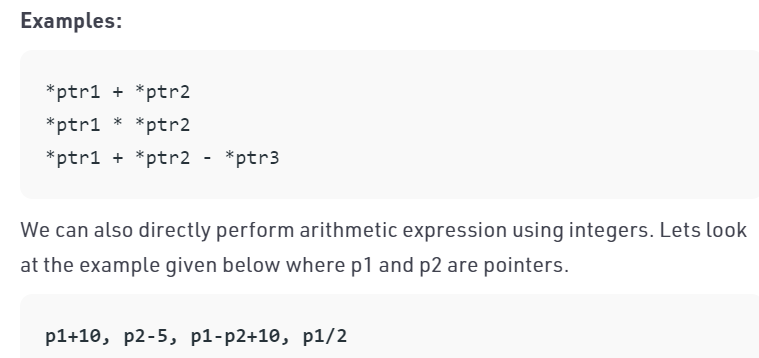 Examples:
*ptr1 + *ptr2
*ptr1 * *ptr2
*ptr1 + *ptr2 - *ptr3
We can also directly perform arithmetic expression using integers. Lets look
at the example given below where p1 and p2 are pointers.
p1+10, p2-5, p1-p2+10, p1/2